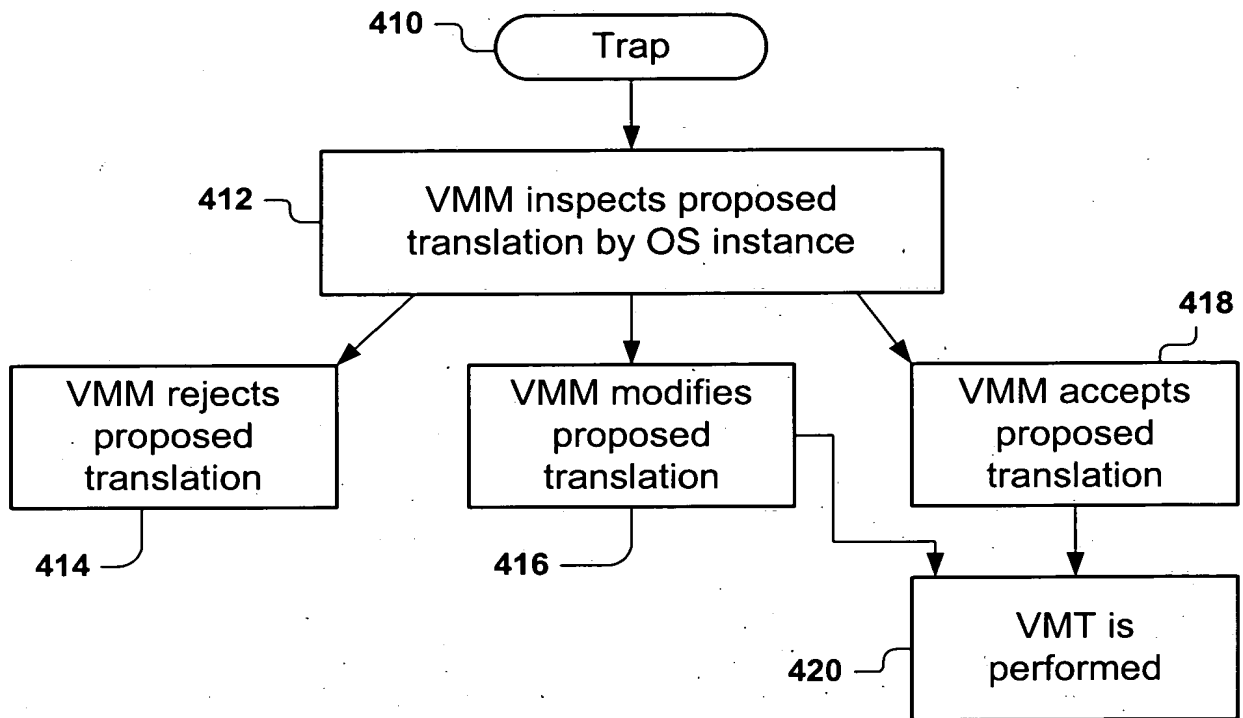 410
Trap
412
VMM inspects proposed
translation by OS instance
418
VMM rejects
proposed
translation
VMM modifies
proposed
translation
VMM accepts
proposed
translation
414
416
420
VMT is
performed